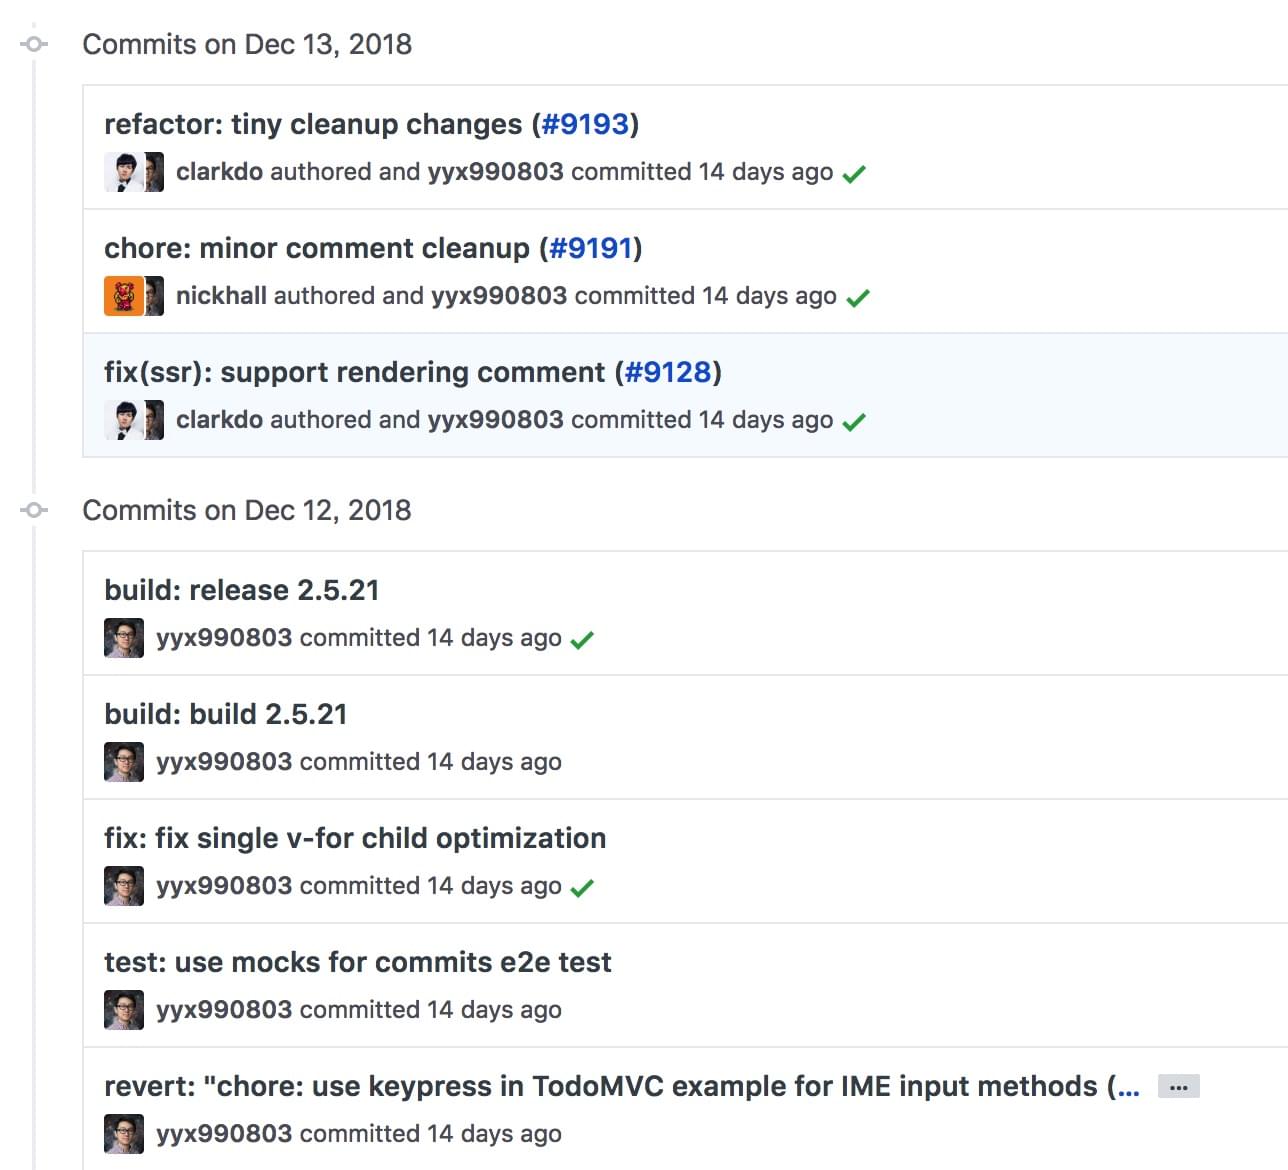 Commits on Dec 13, 2018
refactor: tiny cleanup changes (#9193)
clarkdo authored and yyx990803 committed 14 days ago
chore: minor comment cleanup (#9191)
nickhall authored and yyx990803 committed 14 days ago
fix(ssr): support rendering comment (#9128)
clarkdo authored and yyx990803 committed 14 days ago
Commits on Dec 12, 2018
build: release 2.5.21
yyx990803 committed 14 days ago
build: build 2.5.21
yyx990803 committed 14 days ago
fix: fix single v-for child optimization
yyx990803 committed 14 days ago
test: use mocks for commits e2e test
yyx990803 committed 14 days ago
revert: "chore: use keypress in TodoMVC example for IME input methods (... …
yyx990803 committed 14 days ago